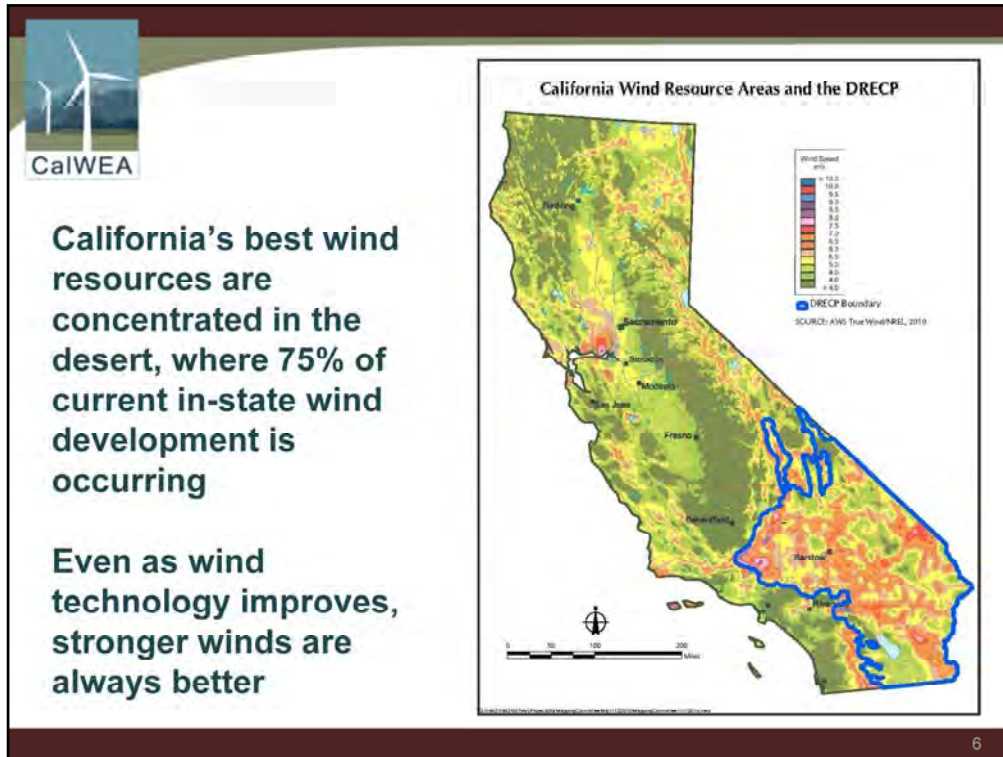 CalWEA
California's best wind
resources are
concentrated in the
desert, where 75% of
current in-state wind
development is
occurring
Even as wind
technology improves,
stronger winds are
always better
California Wind Resource Areas and the DRECP
Wind Speed
m/s
DRECP Boundary
SOURCE: AWS True Wind/NREL, 2010
Redding
Sacramento
Stockton
Modesto
San Jose
Fresno
Bakersfield
Barstow
0 50 100 200
Miles
6